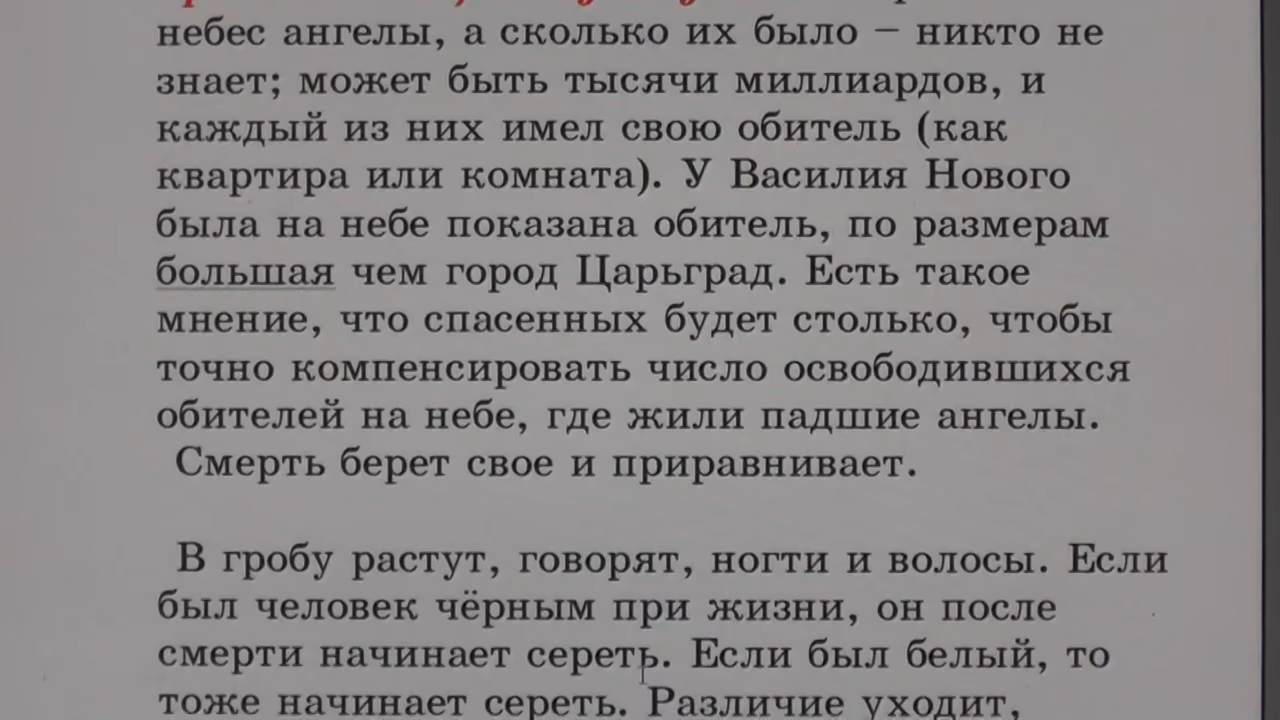 небес ангелы, а сколько их было – никто не
знает; может быть тысячи миллиардов, и
каждый из них имел свою обитель (как
квартира или комната). У Василия Нового
была на небе показана обитель, по размерам
большая чем город Царьград. Есть такое
мнение, что спасенных будет столько, чтобы
точно компенсировать число освободившихся
обителей на небе, где жили падшие ангелы.
Смерть берет свое и приравнивает.
В гробу растут, говорят, ногти и волосы. Если
был человек чёрным при жизни, он после
смерти начинает сереть. Если был белый, то
тоже начинает сереть. Различие уходит,